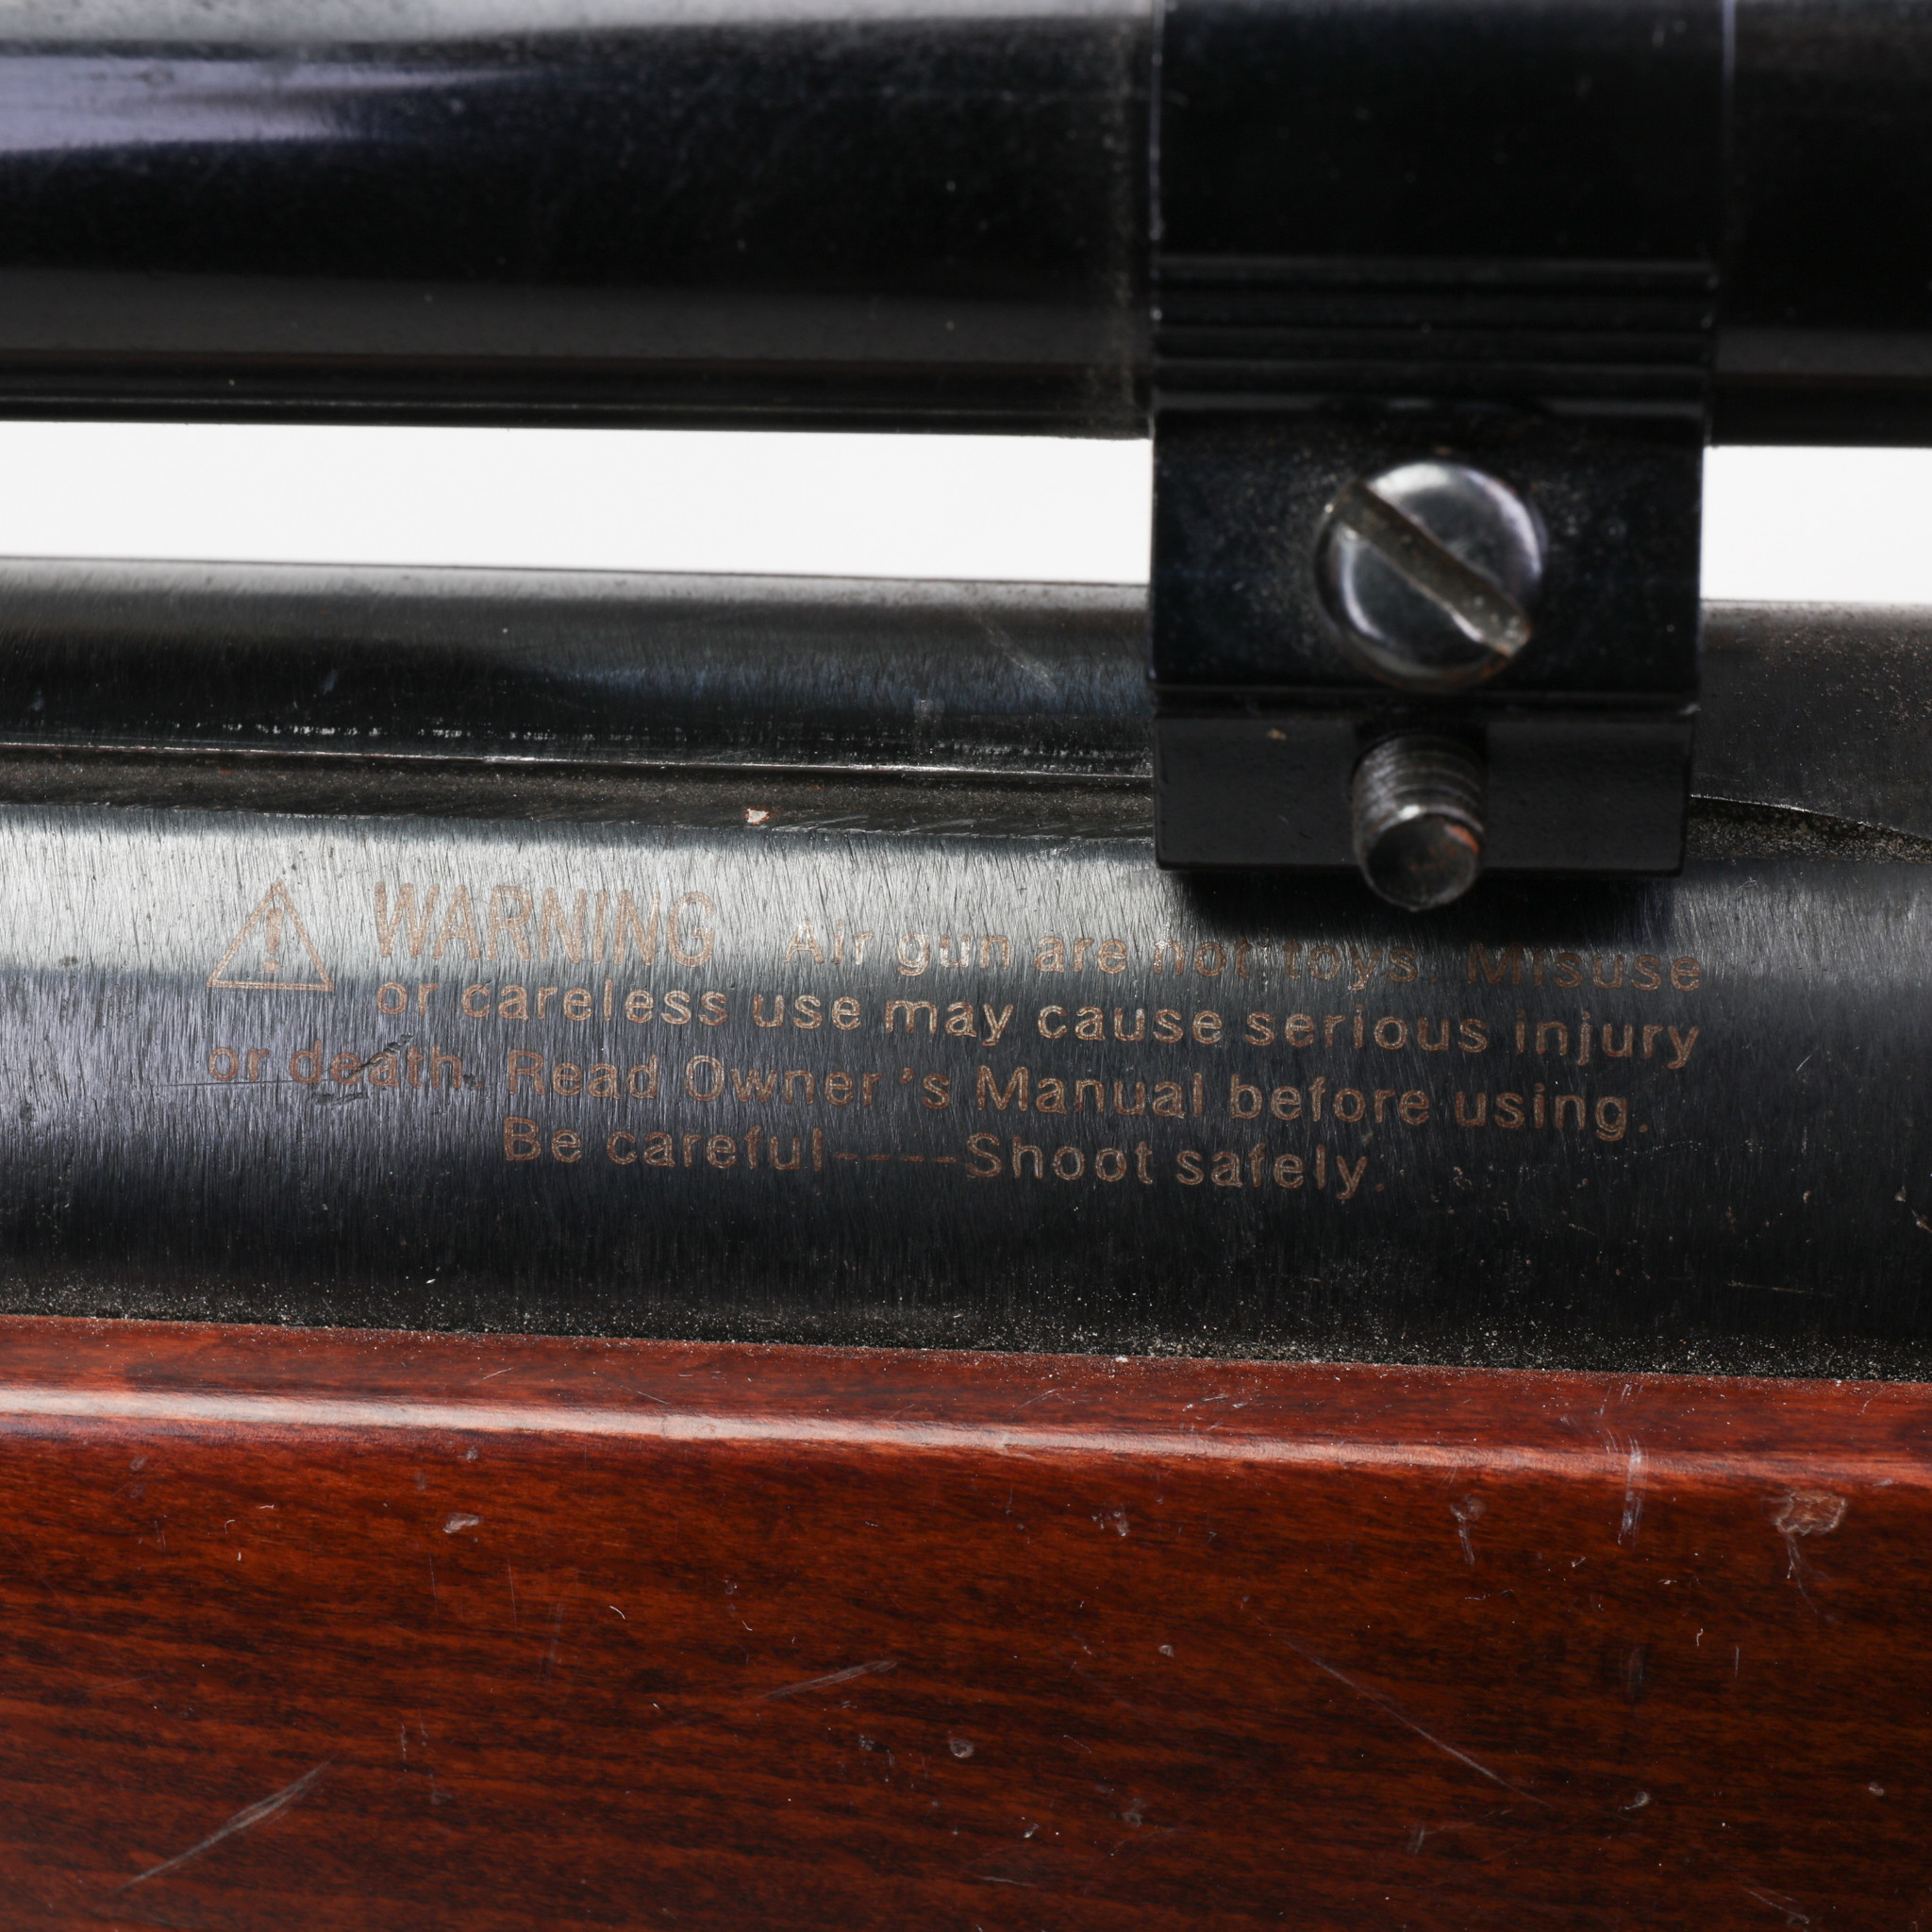 WARNING Air gun are not toys. Misuse
or careless use may cause serious injury
or death. Read Owner's Manual before using.
Be careful----Shoot safely.